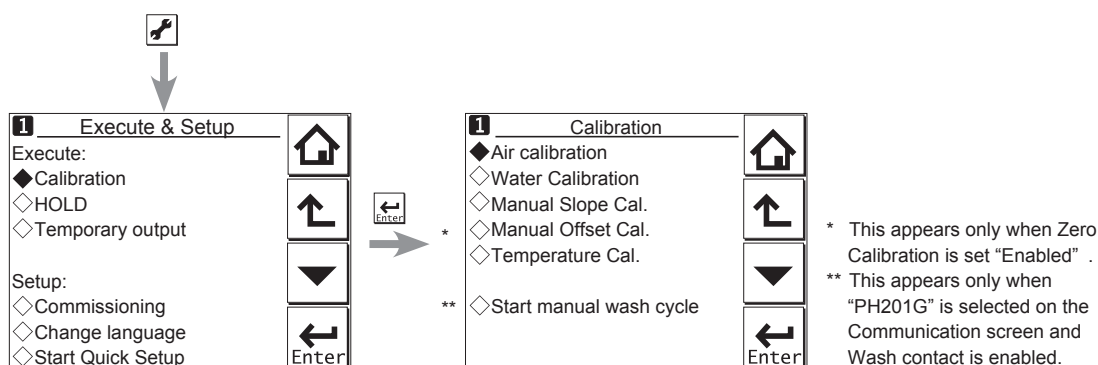 1 Execute & Setup
Execute:
◆Calibration
◇HOLD
◇Temporary output
Setup:
◇Commissioning
◇Change language
◇Start Quick Setup
Enter
Enter
1 Calibration
◆Air calibration
◇Water Calibration
◇Manual Slope Cal.
* ◇Manual Offset Cal.
◇Temperature Cal.
** ◇Start manual wash cycle
Enter
* This appears only when Zero
Calibration is set “Enabled” .
** This appears only when
“PH201G” is selected on the
Communication screen and
Wash contact is enabled.